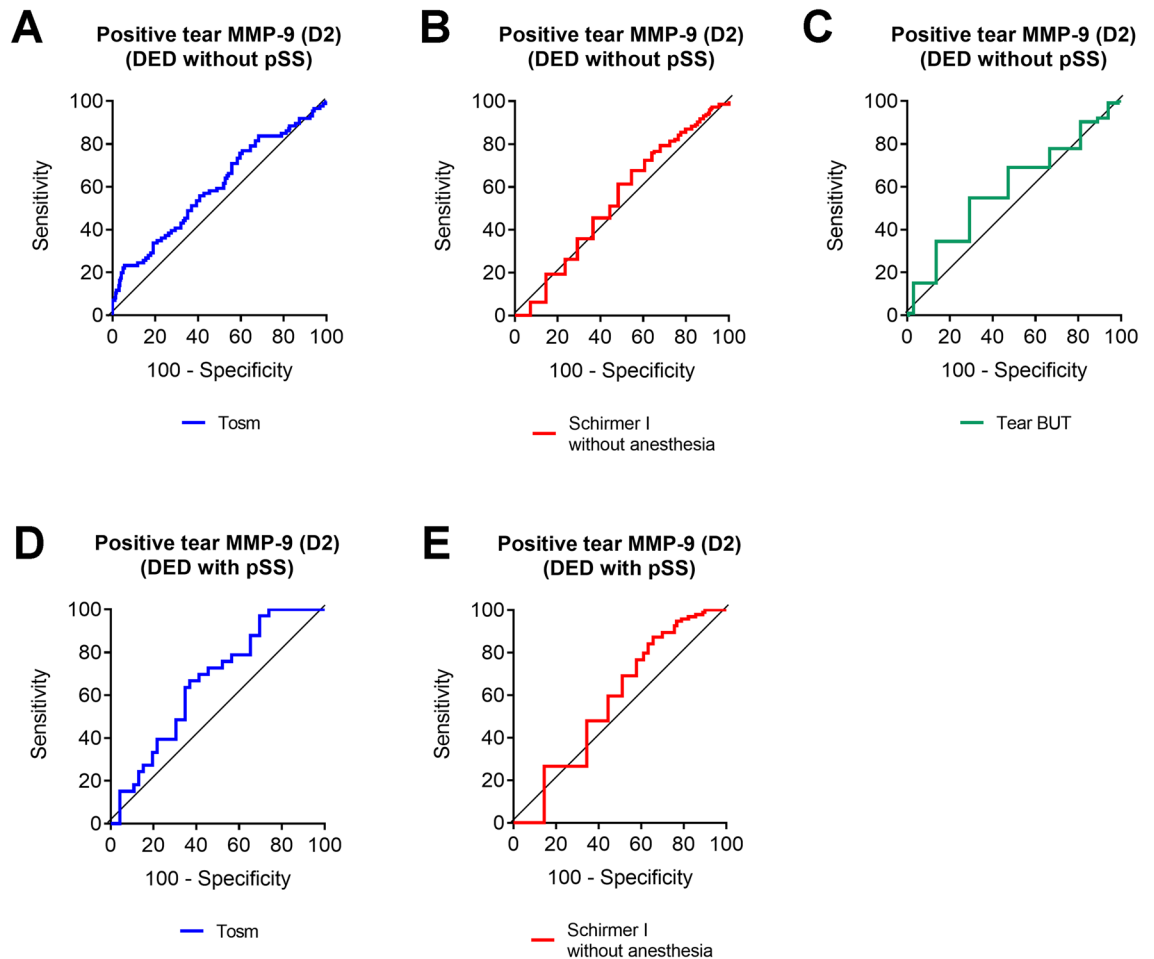 A
Positive tear MMP-9 (D2)
(DED without pSS)
Sensitivity
100
80
60
40
20
0
0 20 40 60 80 100
100 - Specificity
Tosm
B
Positive tear MMP-9 (D2)
(DED without pSS)
Sensitivity
100
80
60
40
20
0
0 20 40 60 80 100
100 - Specificity
Schirmer I
without anesthesia
C
Positive tear MMP-9 (D2)
(DED without pSS)
Sensitivity
100
80
60
40
20
0
0 20 40 60 80 100
100 - Specificity
Tear BUT
D
Positive tear MMP-9 (D2)
(DED with pSS)
Sensitivity
100
80
60
40
20
0
0 20 40 60 80 100
100 - Specificity
Tosm
E
Positive tear MMP-9 (D2)
(DED with pSS)
Sensitivity
100
80
60
40
20
0
0 20 40 60 80 100
100 - Specificity
Schirmer I
without anesthesia